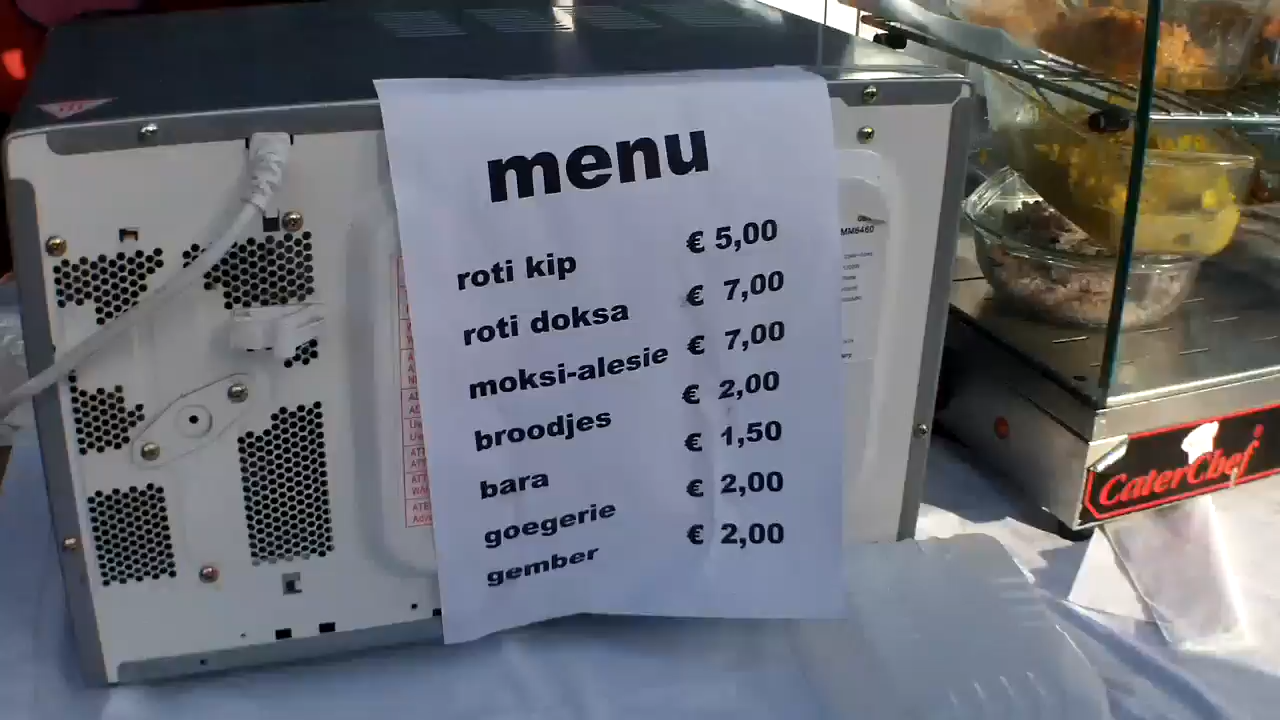 menu
roti kip € 5,00
roti doksa € 7,00
moksi-alesie € 7,00
broodjes € 2,00
bara € 1,50
goegerie € 2,00
gember € 2,00
CaterChef